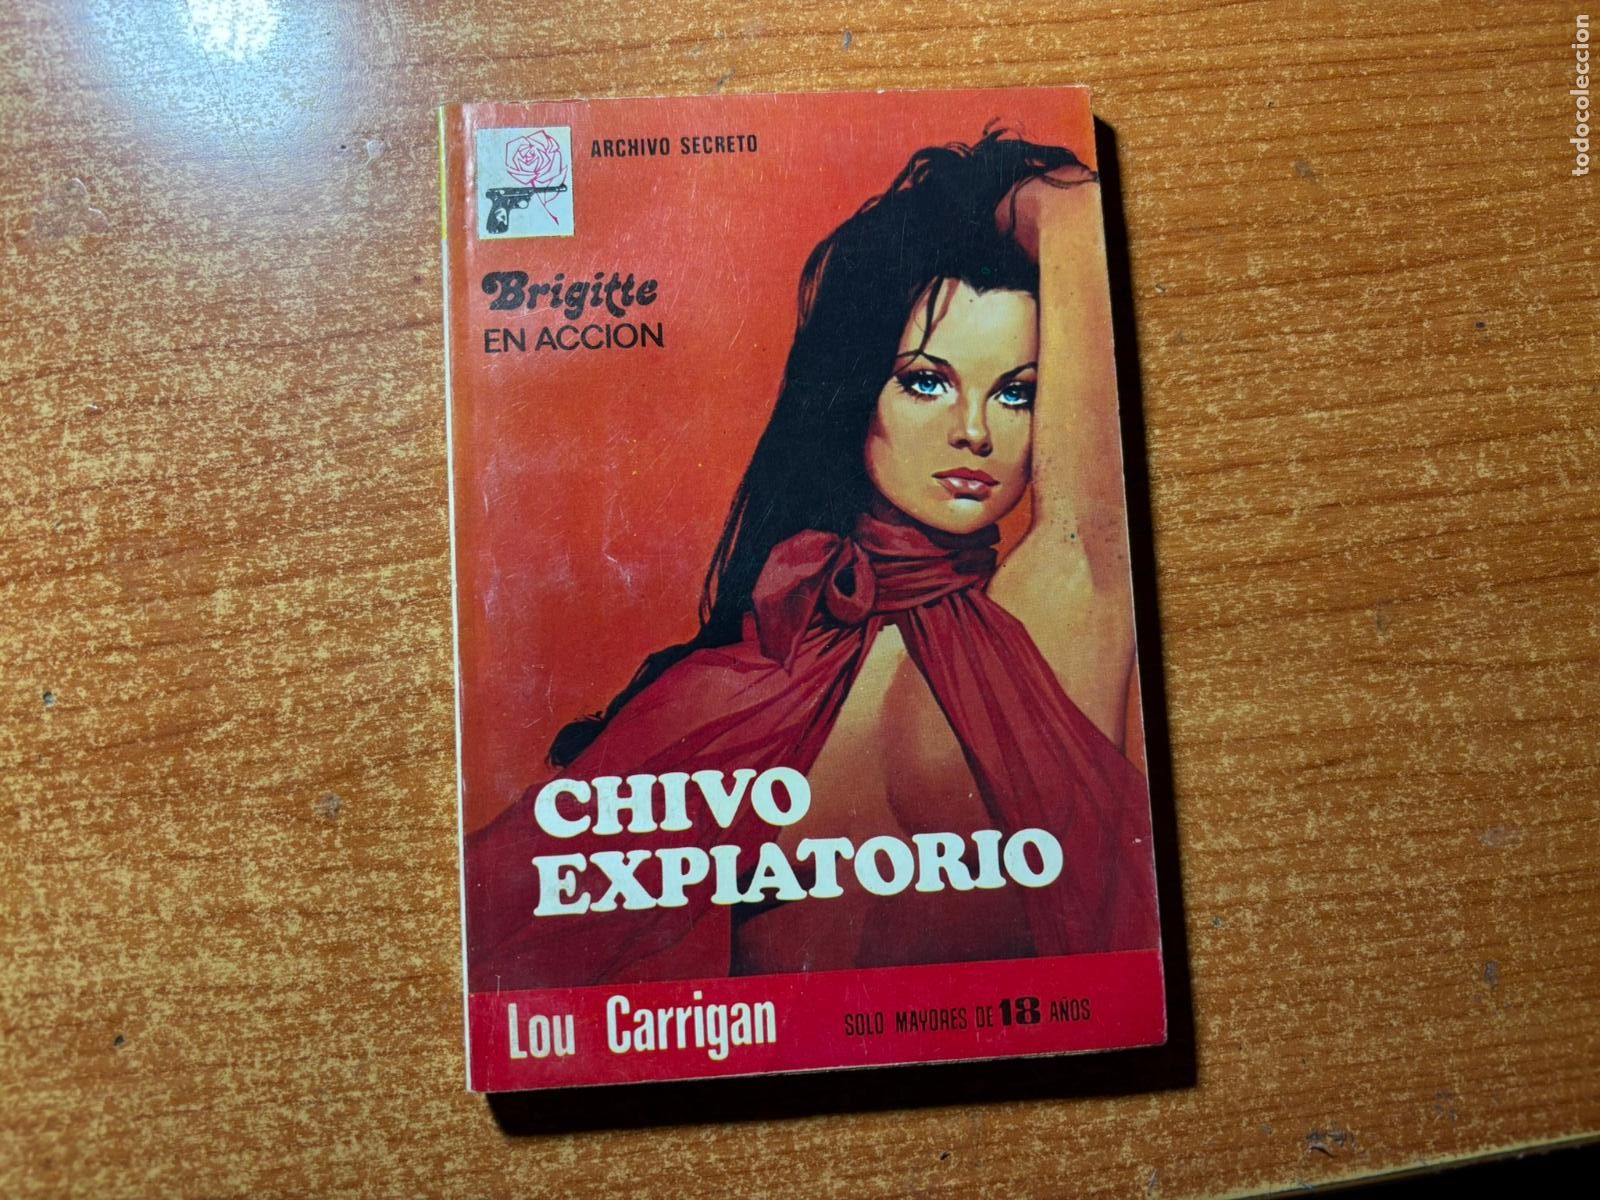 ARCHIVO SECRETO
Brigitte
EN ACCION
CHIVO
EXPIATORIO
Lou Carrigan
SOLO MAYORES DE 18 AÑOS
todocoleccion